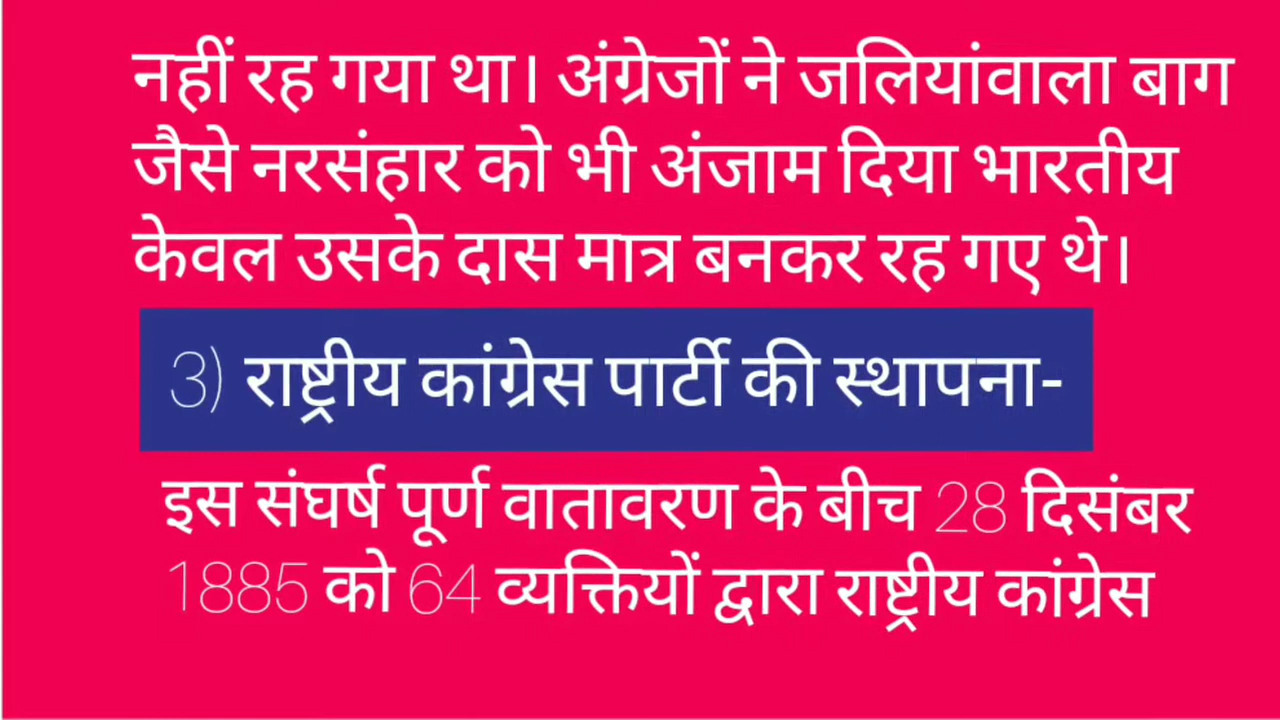 नहीं रह गया था। अंग्रेजों ने जलियांवाला बाग
जैसे नरसंहार को भी अंजाम दिया भारतीय
केवल उसके दास मात्र बनकर रह गए थे।
3) राष्ट्रीय कांग्रेस पार्टी की स्थापना-
इस संघर्ष पूर्ण वातावरण के बीच 28 दिसंबर
1885 को 64 व्यक्तियों द्वारा राष्ट्रीय कांग्रेस